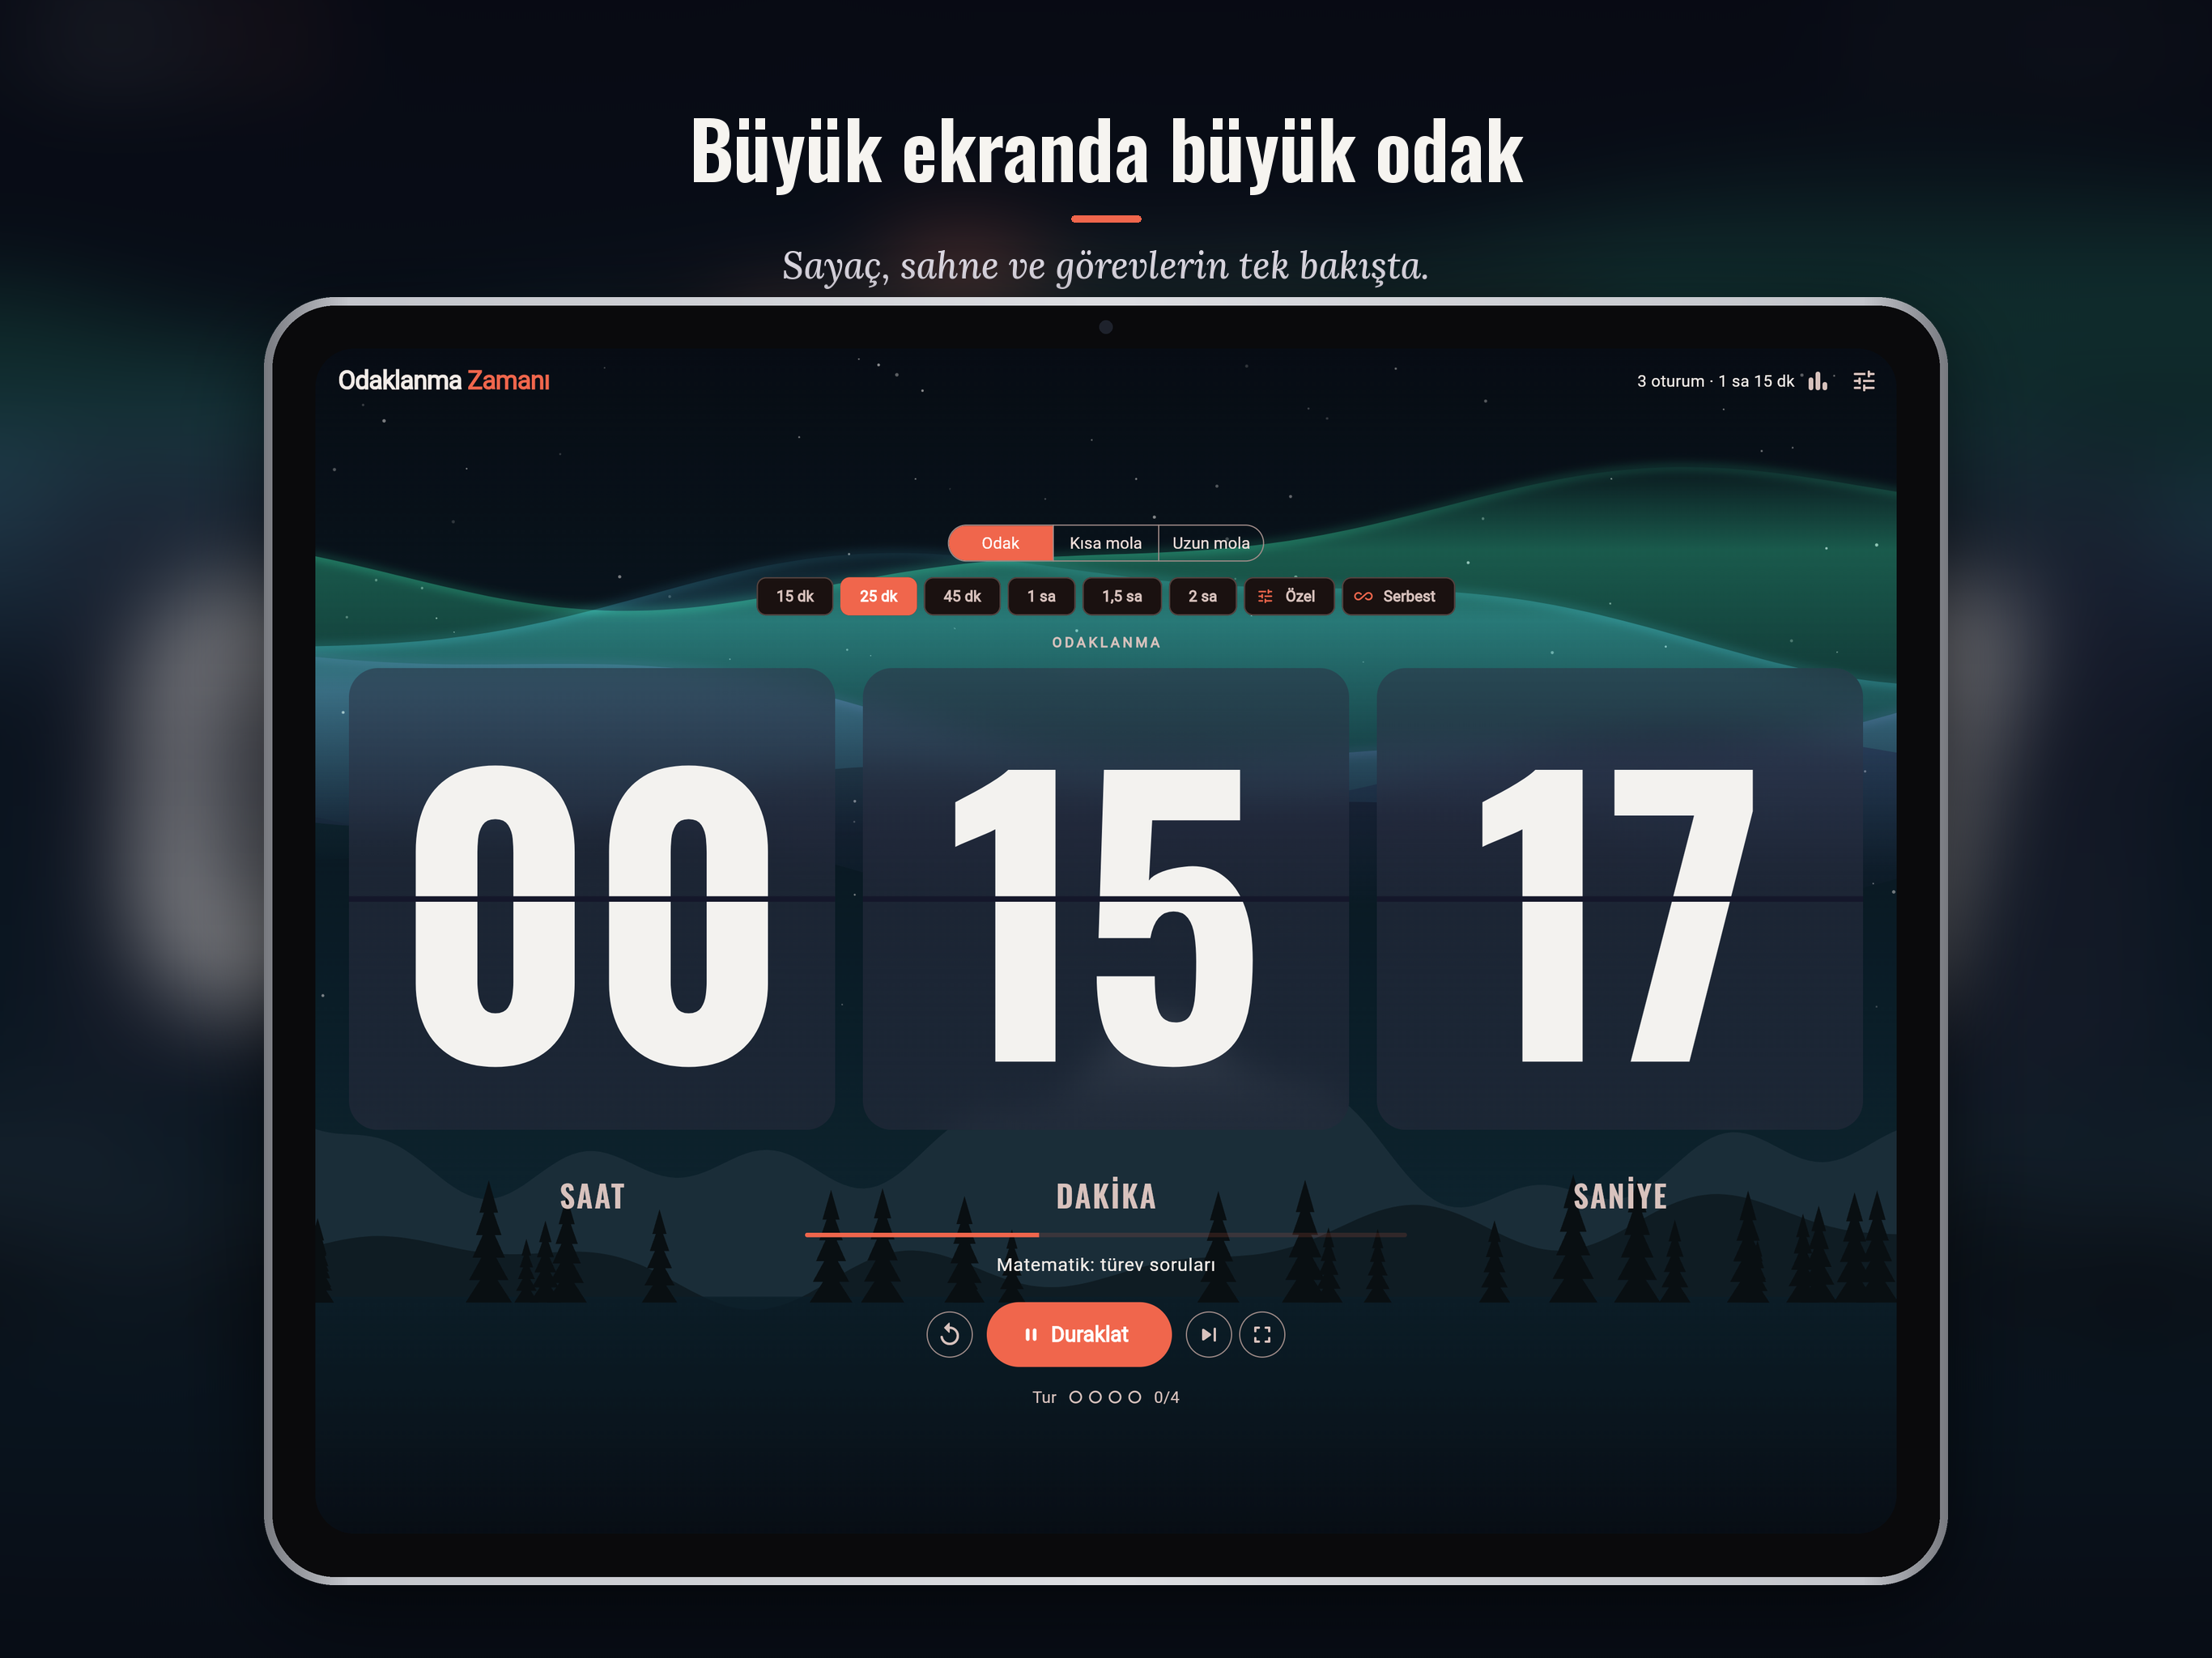 Büyük ekranda büyük odak
Sayaç, sahne ve görevlerin tek bakışta.
Odaklanma Zamanı
3 oturum · 1 sa 15 dk
Odak Kısa mola Uzun mola
15 dk 25 dk 45 dk 1 sa 1,5 sa 2 sa Özel Serbest
ODAKLANMA
00 15 17
SAAT DAKİKA SANİYE
Matematik: türev soruları
Duraklat
Tur 0/4